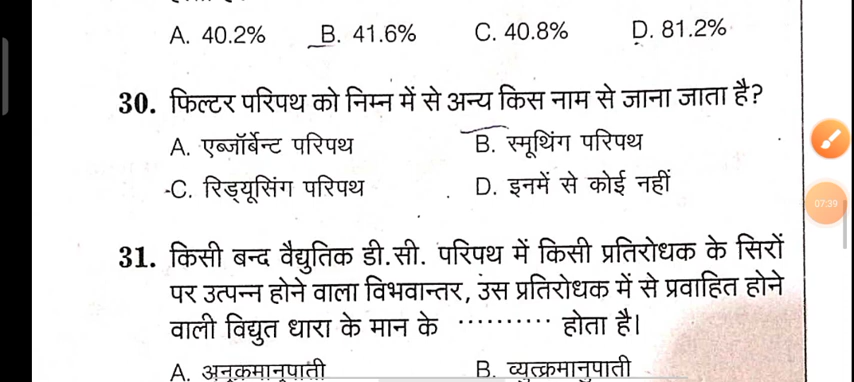 A. 40.2% B. 41.6% C. 40.8% D. 81.2%
30. फिल्टर परिपथ को निम्न में से अन्य किस नाम से जाना जाता है?
A. एब्जॉर्बेन्ट परिपथ B. स्मूथिंग परिपथ
C. रिड्यूसिंग परिपथ D. इनमें से कोई नहीं
07:39
31. किसी बन्द वैद्युतिक डी.सी. परिपथ में किसी प्रतिरोधक के सिरों
पर उत्पन्न होने वाला विभवान्तर, उस प्रतिरोधक में से प्रवाहित होने
वाली विद्युत धारा के मान के .......... होता है।
A. अनुक्रमानुपाती B. व्युत्क्रमानुपाती